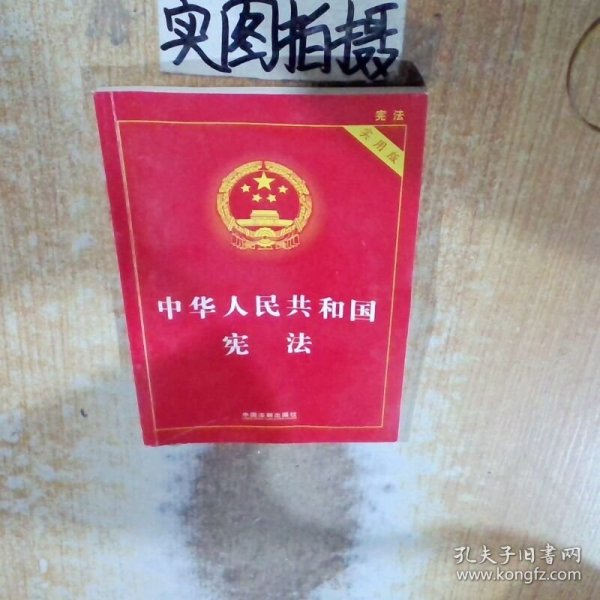 实图拍摄
宪法
实用版
中华人民共和国
宪法
中国法制出版社
孔夫子旧书网
www.kongfz.com